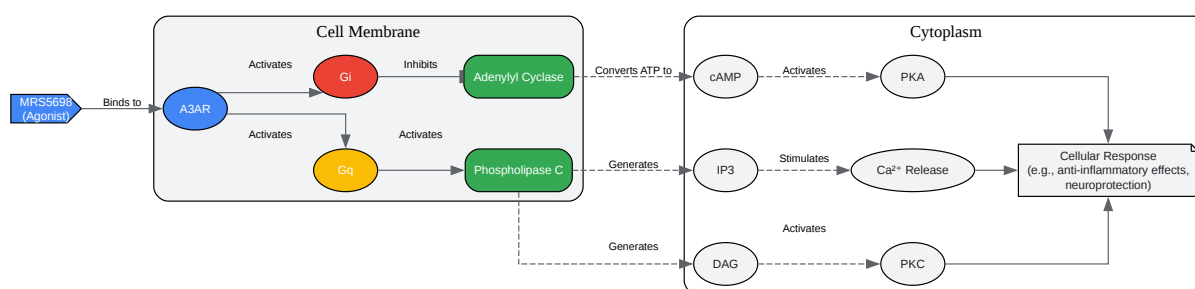 Cell Membrane
Cytoplasm
MRS5698
(Agonist)
Binds to
A3AR
Activates
Gi
Inhibits
Adenylyl Cyclase
Converts ATP to
cAMP
Activates
PKA
Activates
Gq
Activates
Phospholipase C
Generates
IP3
Stimulates
Ca²⁺ Release
Cellular Response
(e.g., anti-inflammatory effects,
neuroprotection)
Generates
DAG
Activates
PKC